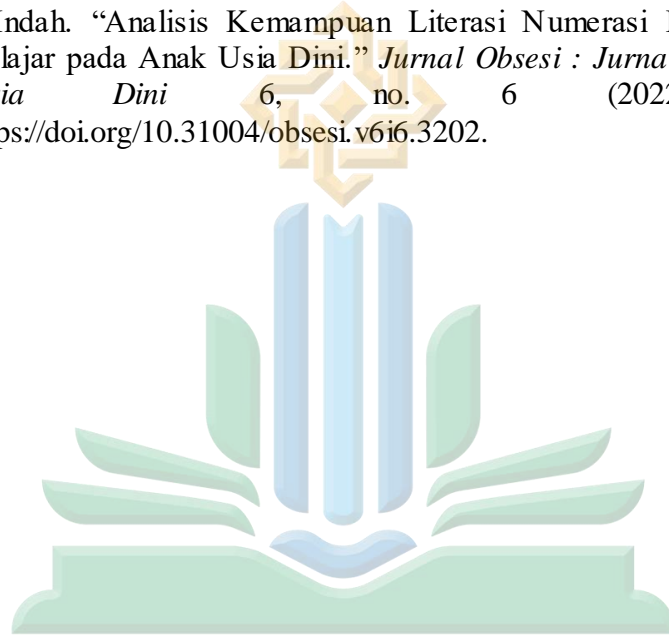 Indah. “Analisis Kemampuan Literasi Numerasi
lajar pada Anak Usia Dini.” Jurnal Obsesi : Jurna
ia Dini 6, no. 6 (2022
ps://doi.org/10.31004/obsesi.v6i6.3202.